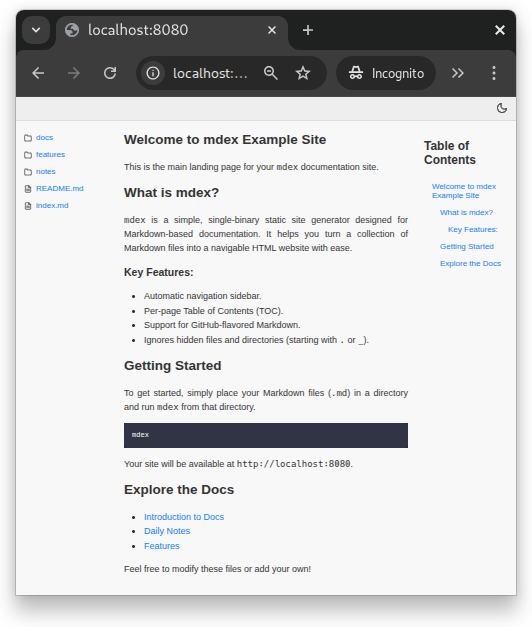 localhost:8080
localhost:...
Incognito
docs
features
notes
README.md
index.md
Welcome to mdex Example Site
This is the main landing page for your mdex documentation site.
What is mdex?
mdex is a simple, single-binary static site generator designed for
Markdown-based documentation. It helps you turn a collection of
Markdown files into a navigable HTML website with ease.
Key Features:
• Automatic navigation sidebar.
• Per-page Table of Contents (TOC).
• Support for GitHub-flavored Markdown.
• Ignores hidden files and directories (starting with . or _).
Getting Started
To get started, simply place your Markdown files (.md) in a directory
and run mdex from that directory.
mdex
Your site will be available at http://localhost:8080.
Explore the Docs
• Introduction to Docs
• Daily Notes
• Features
Feel free to modify these files or add your own!
Table of
Contents
Welcome to mdex
Example Site
What is mdex?
Key Features:
Getting Started
Explore the Docs